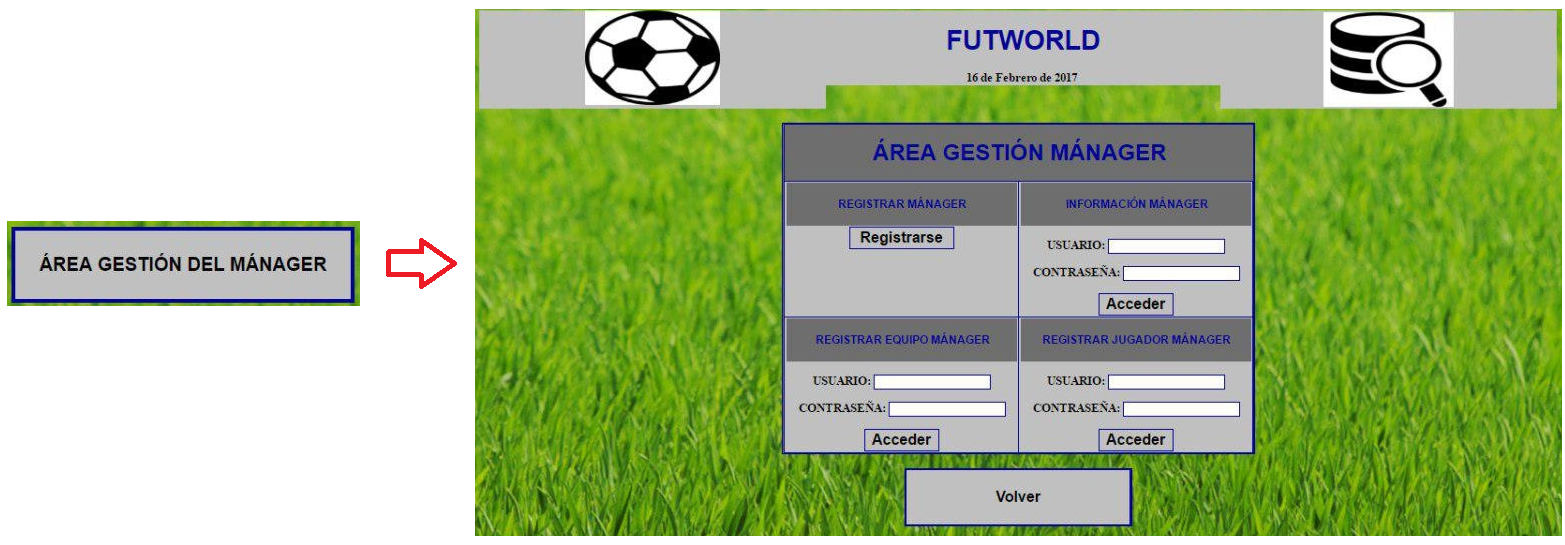 ÁREA GESTIÓN DEL MÁNAGER
FUTWORLD
16 de Febrero de 2017
ÁREA GESTIÓN MÁNAGER
REGISTRAR MÁNAGER
Registrarse
INFORMACIÓN MÁNAGER
USUARIO:
CONTRASEÑA:
Acceder
REGISTRAR EQUIPO MÁNAGER
USUARIO:
CONTRASEÑA:
Acceder
REGISTRAR JUGADOR MÁNAGER
USUARIO:
CONTRASEÑA:
Acceder
Volver